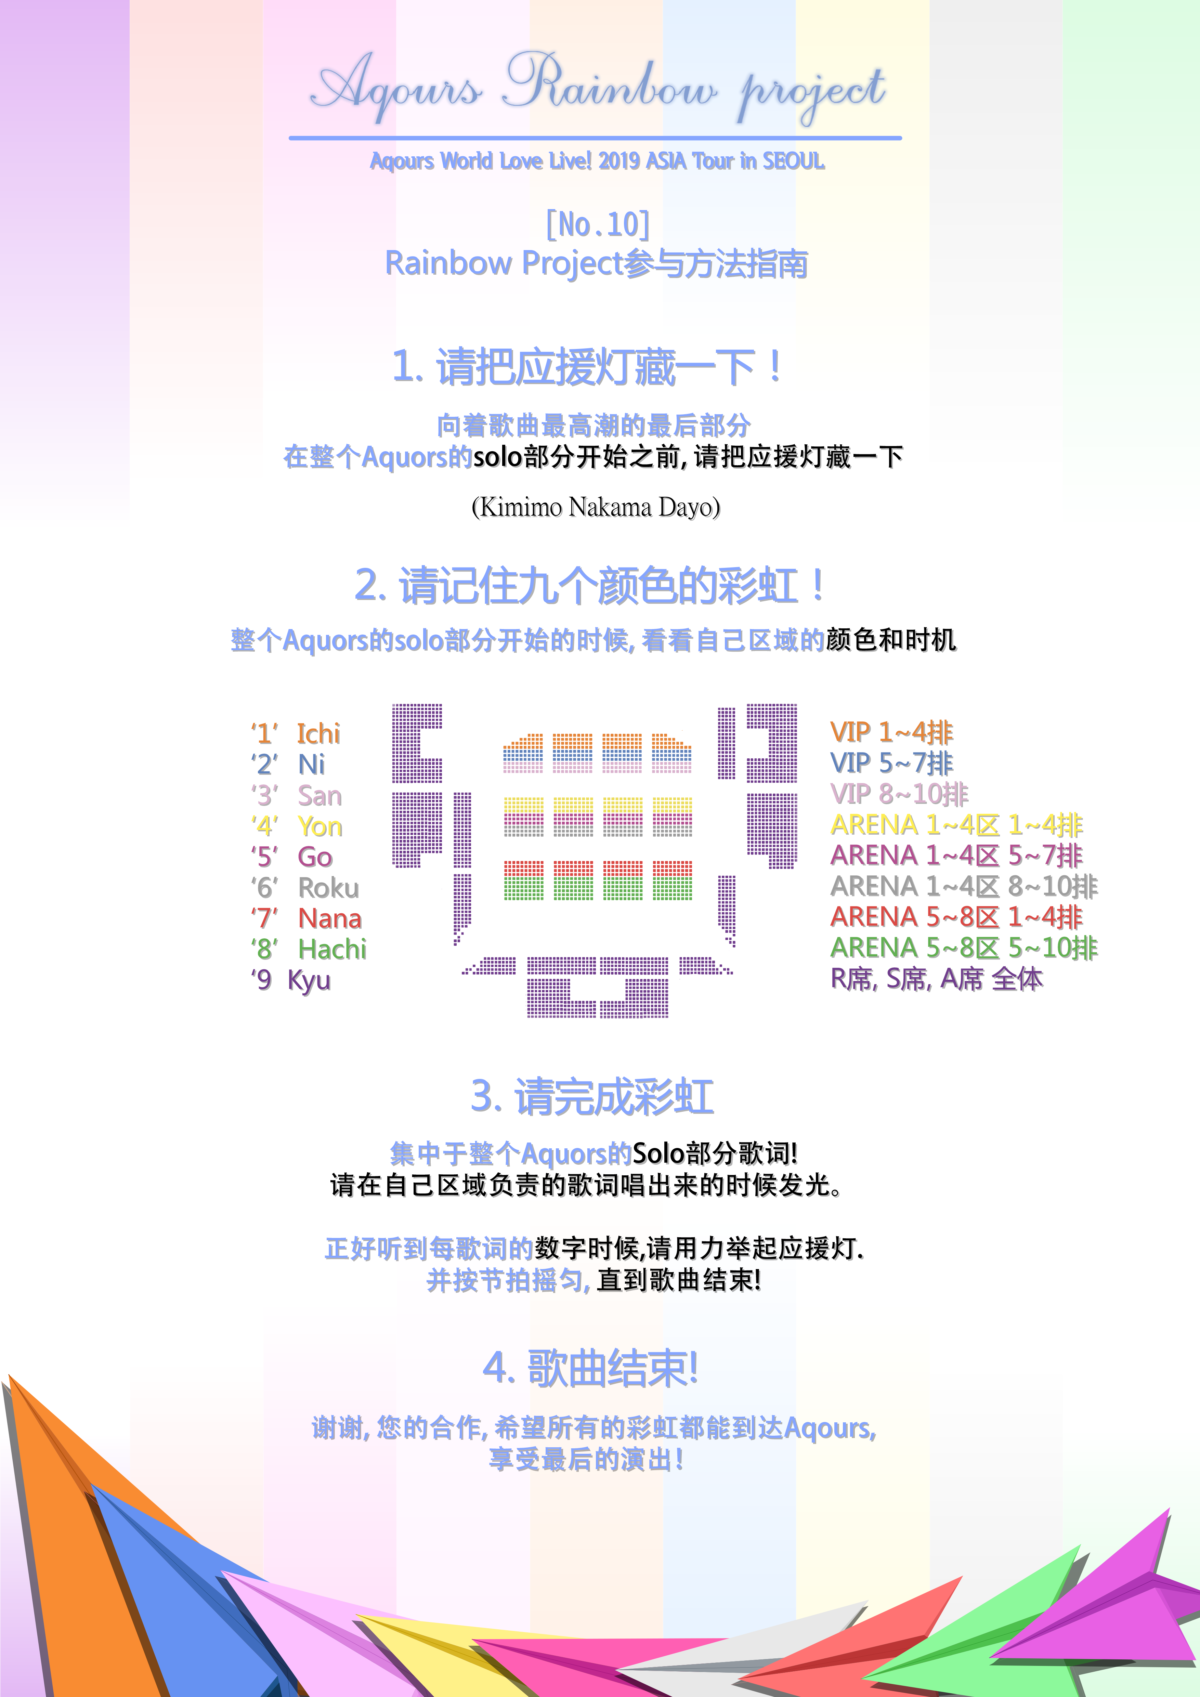 Aqours Rainbow project
Aqours World Love Live! 2019 ASIA Tour in SEOUL
[No.10]
Rainbow Project参与方法指南
1. 请把应援灯藏一下！
向着歌曲最高潮的最后部分
在整个Aquors的solo部分开始之前, 请把应援灯藏一下
(Kimimo Nakama Dayo)
2. 请记住九个颜色的彩虹！
整个Aquors的solo部分开始的时候, 看看自己区域的颜色和时机
‘1’ Ichi
‘2’ Ni
‘3’ San
‘4’ Yon
‘5’ Go
‘6’ Roku
‘7’ Nana
‘8’ Hachi
‘9 Kyu
VIP 1~4排
VIP 5~7排
VIP 8~10排
ARENA 1~4区 1~4排
ARENA 1~4区 5~7排
ARENA 1~4区 8~10排
ARENA 5~8区 1~4排
ARENA 5~8区 5~10排
R席, S席, A席 全体
3. 请完成彩虹
集中于整个Aquors的Solo部分歌词!
请在自己区域负责的歌词唱出来的时候发光。
正好听到每歌词的数字时候,请用力举起应援灯.
并按节拍摇匀, 直到歌曲结束!
4. 歌曲结束!
谢谢, 您的合作, 希望所有的彩虹都能到达Aqours,
享受最后的演出!